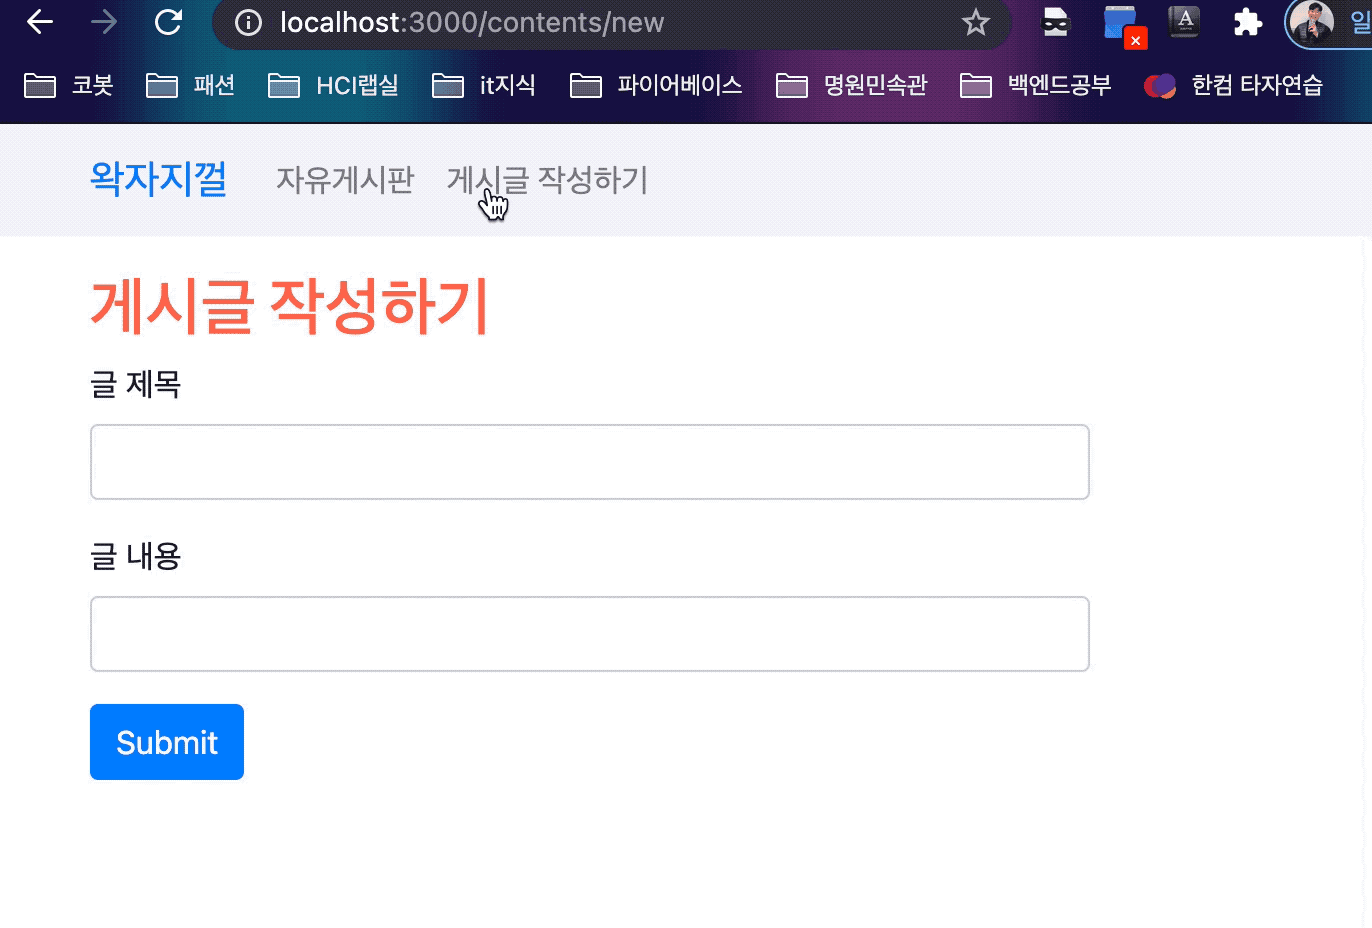 localhost:3000/contents/new
일
코봇 패션 HCI랩실 it지식 파이어베이스 명원민속관 백엔드공부 한컴 타자연습
왁자지껄 자유게시판 게시글 작성하기
게시글 작성하기
글 제목
글 내용
Submit